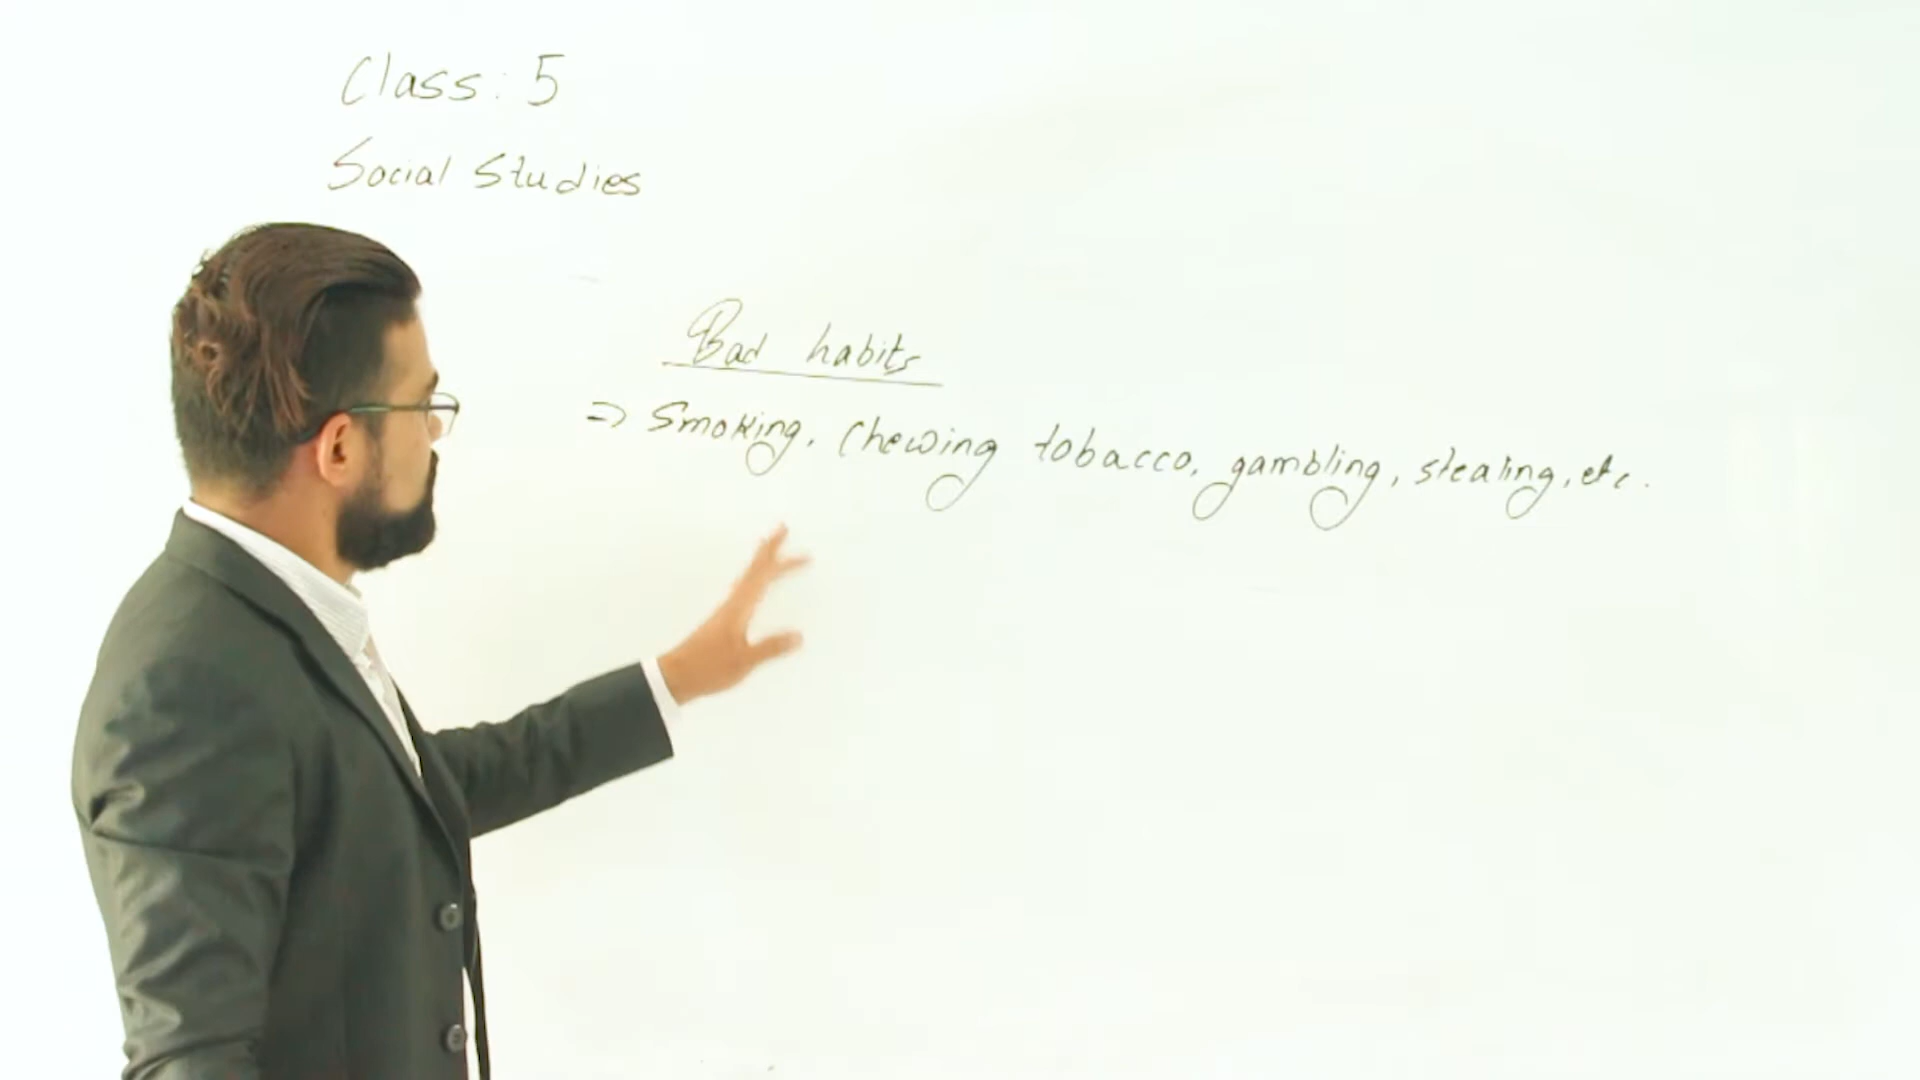 Class: 5
Social Studies
Bad habits
⇒ Smoking, Chewing tobacco, gambling, stealing, etc.